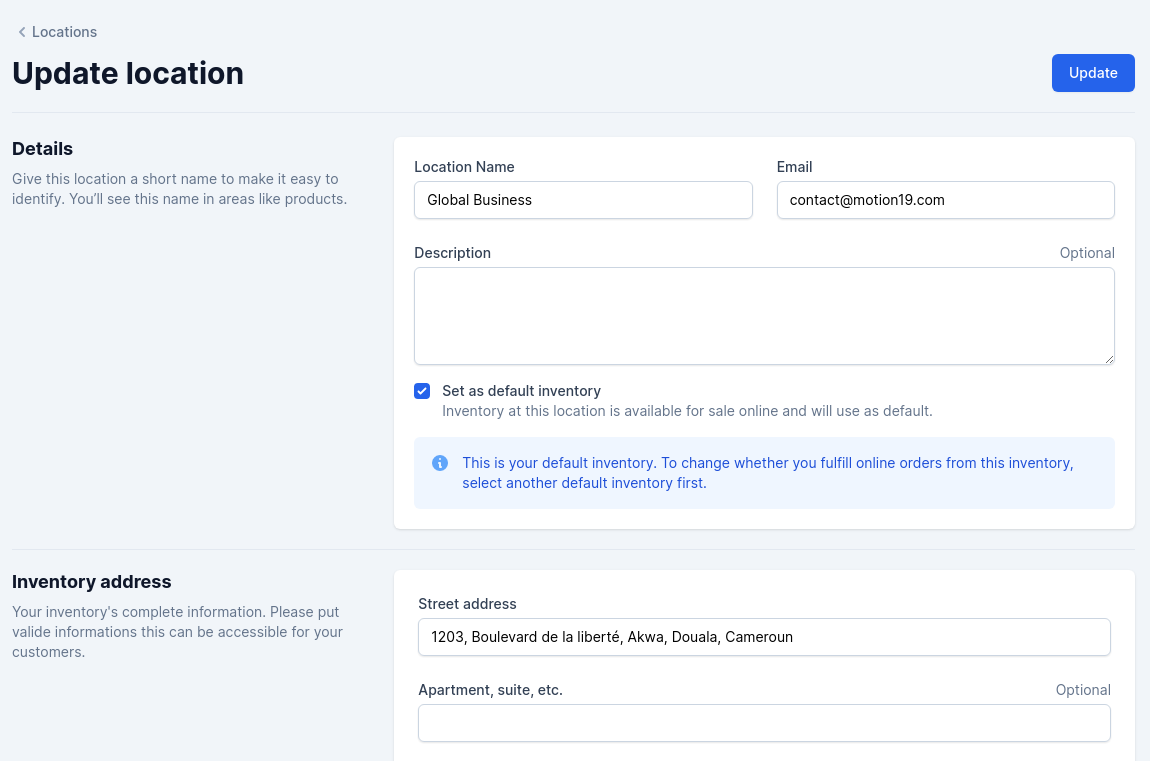 Locations
Update location
Update
Details
Give this location a short name to make it easy to
identify. You’ll see this name in areas like products.
Location Name
Email
Global Business
contact@motion19.com
Description
Optional
Set as default inventory
Inventory at this location is available for sale online and will use as default.
This is your default inventory. To change whether you fulfill online orders from this inventory,
select another default inventory first.
Inventory address
Your inventory's complete information. Please put
valide informations this can be accessible for your
customers.
Street address
1203, Boulevard de la liberté, Akwa, Douala, Cameroun
Apartment, suite, etc.
Optional